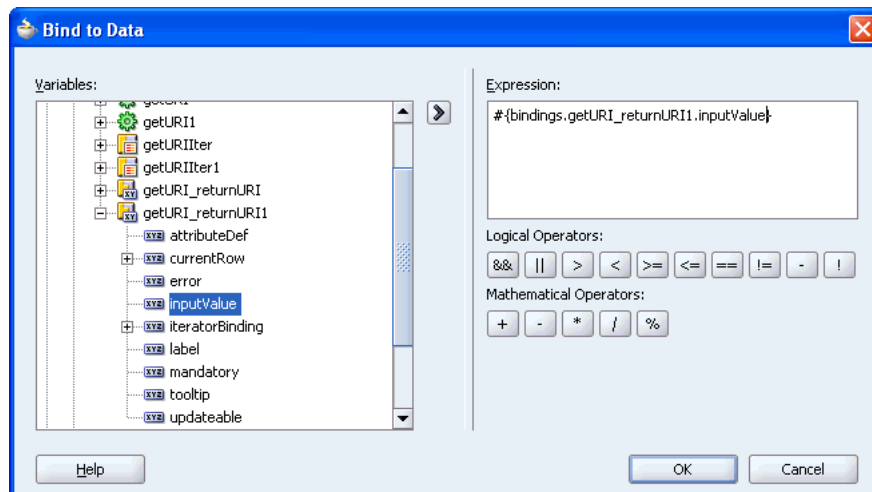 Bind to Data
Variables:
getURI1
getURIIter
getURIIter1
getURI_returnURI
getURI_returnURI1
attributeDef
currentRow
error
inputValue
iteratorBinding
label
mandatory
tooltip
updateable
Expression:
#{bindings.getURI_returnURI1.inputValue}
Logical Operators:
&& || > < >= <= == != - !
Mathematical Operators:
+ - * / %
Help
OK Cancel